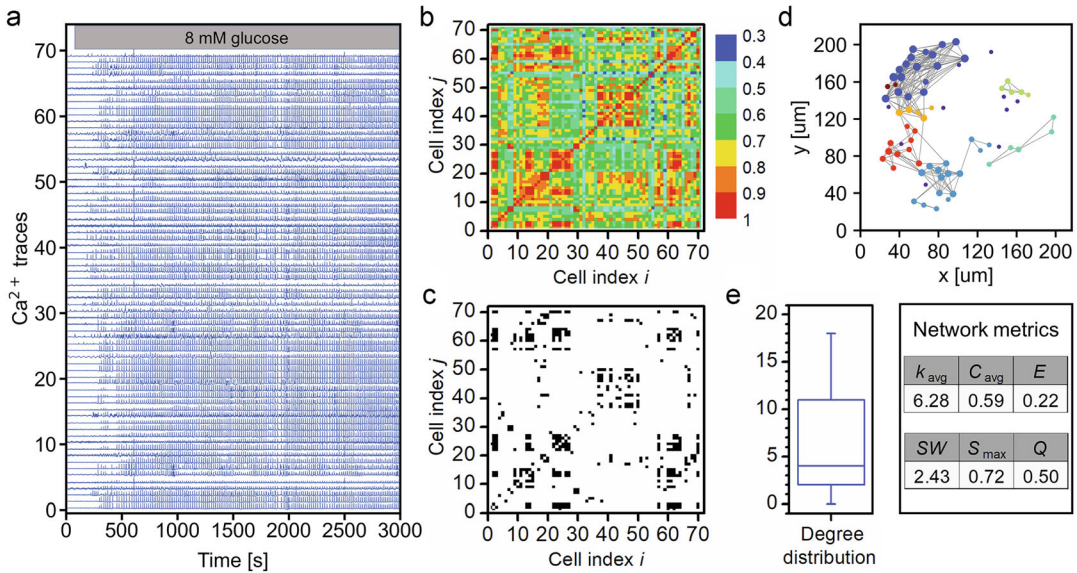 a
8 mM glucose
Ca2+ traces
70
60
50
40
30
20
10
0
0 500 1000 1500 2000 2500 3000
Time [s]
b
Cell index j
70
60
50
40
30
20
10
0
0 10 20 30 40 50 60 70
Cell index i
0.3
0.4
0.5
0.6
0.7
0.8
0.9
1
c
Cell index j
70
60
50
40
30
20
10
0
0 10 20 30 40 50 60 70
Cell index i
d
y [um]
200
160
120
80
40
0
0 40 80 120 160 200
x [um]
e
20
15
10
5
0
Degree
distribution
Network metrics
kavg Cavg E
6.28 0.59 0.22
SW Smax Q
2.43 0.72 0.50